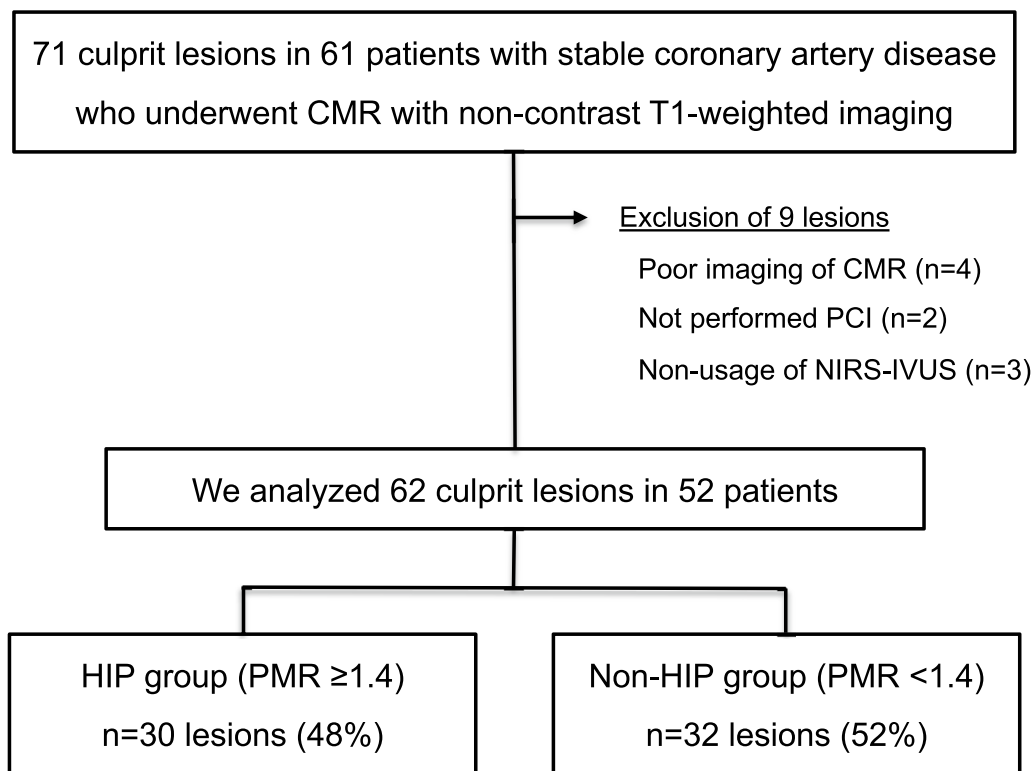 71 culprit lesions in 61 patients with stable coronary artery disease
who underwent CMR with non-contrast T1-weighted imaging
Exclusion of 9 lesions
Poor imaging of CMR (n=4)
Not performed PCI (n=2)
Non-usage of NIRS-IVUS (n=3)
We analyzed 62 culprit lesions in 52 patients
HIP group (PMR ≥1.4)
n=30 lesions (48%)
Non-HIP group (PMR <1.4)
n=32 lesions (52%)